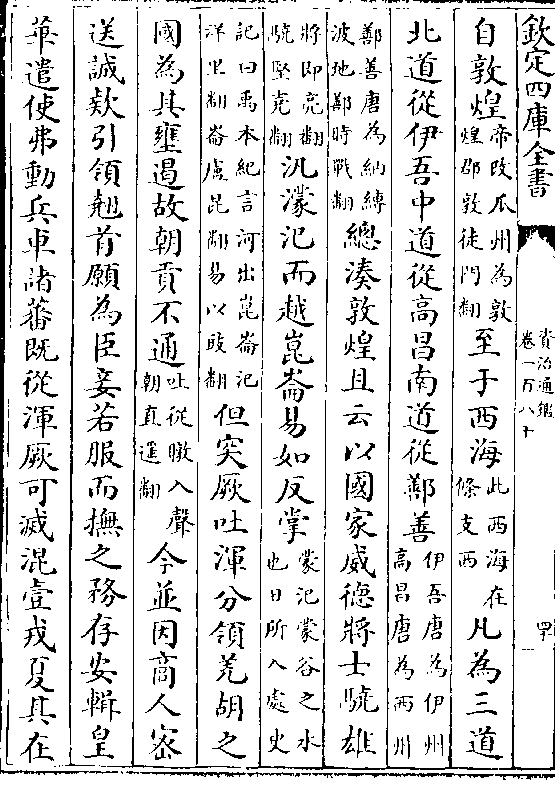 欽定四庫全書
資治通鑑
卷一百八十
四十一
自敦煌帝改瓜州為敦煌郡敦徒門翻至于西海此西海在條支西凡為三道
北道從伊吾中道從高昌南道從鄯善伊吾唐為伊州高昌唐為西州
鄯善唐為納縛波地鄯時戰翻總湊敦煌且云以國家威德將士驍雄
將即亮翻驍堅堯翻汎濛汜而越崑崙易如反掌濛汜蒙谷之水也日所入處史
記曰禹本紀言河出崑崙汜詳里翻崙盧昆翻易以豉翻但突厥吐渾分領羌胡之
國為其壅遏故朝貢不通吐從暾入聲朝直遥翻今並因商人密
送誠欵引領翹首願為臣妾若服而撫之務存安輯皇
華遣使弗動兵車諸蕃既從渾厥可滅混壹戎夏其在